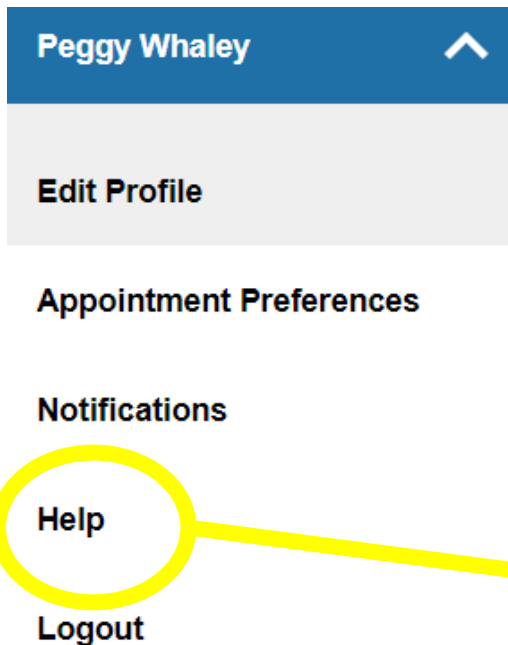 Peggy Whaley
Edit Profile
Appointment Preferences
Notifications
Help
Logout